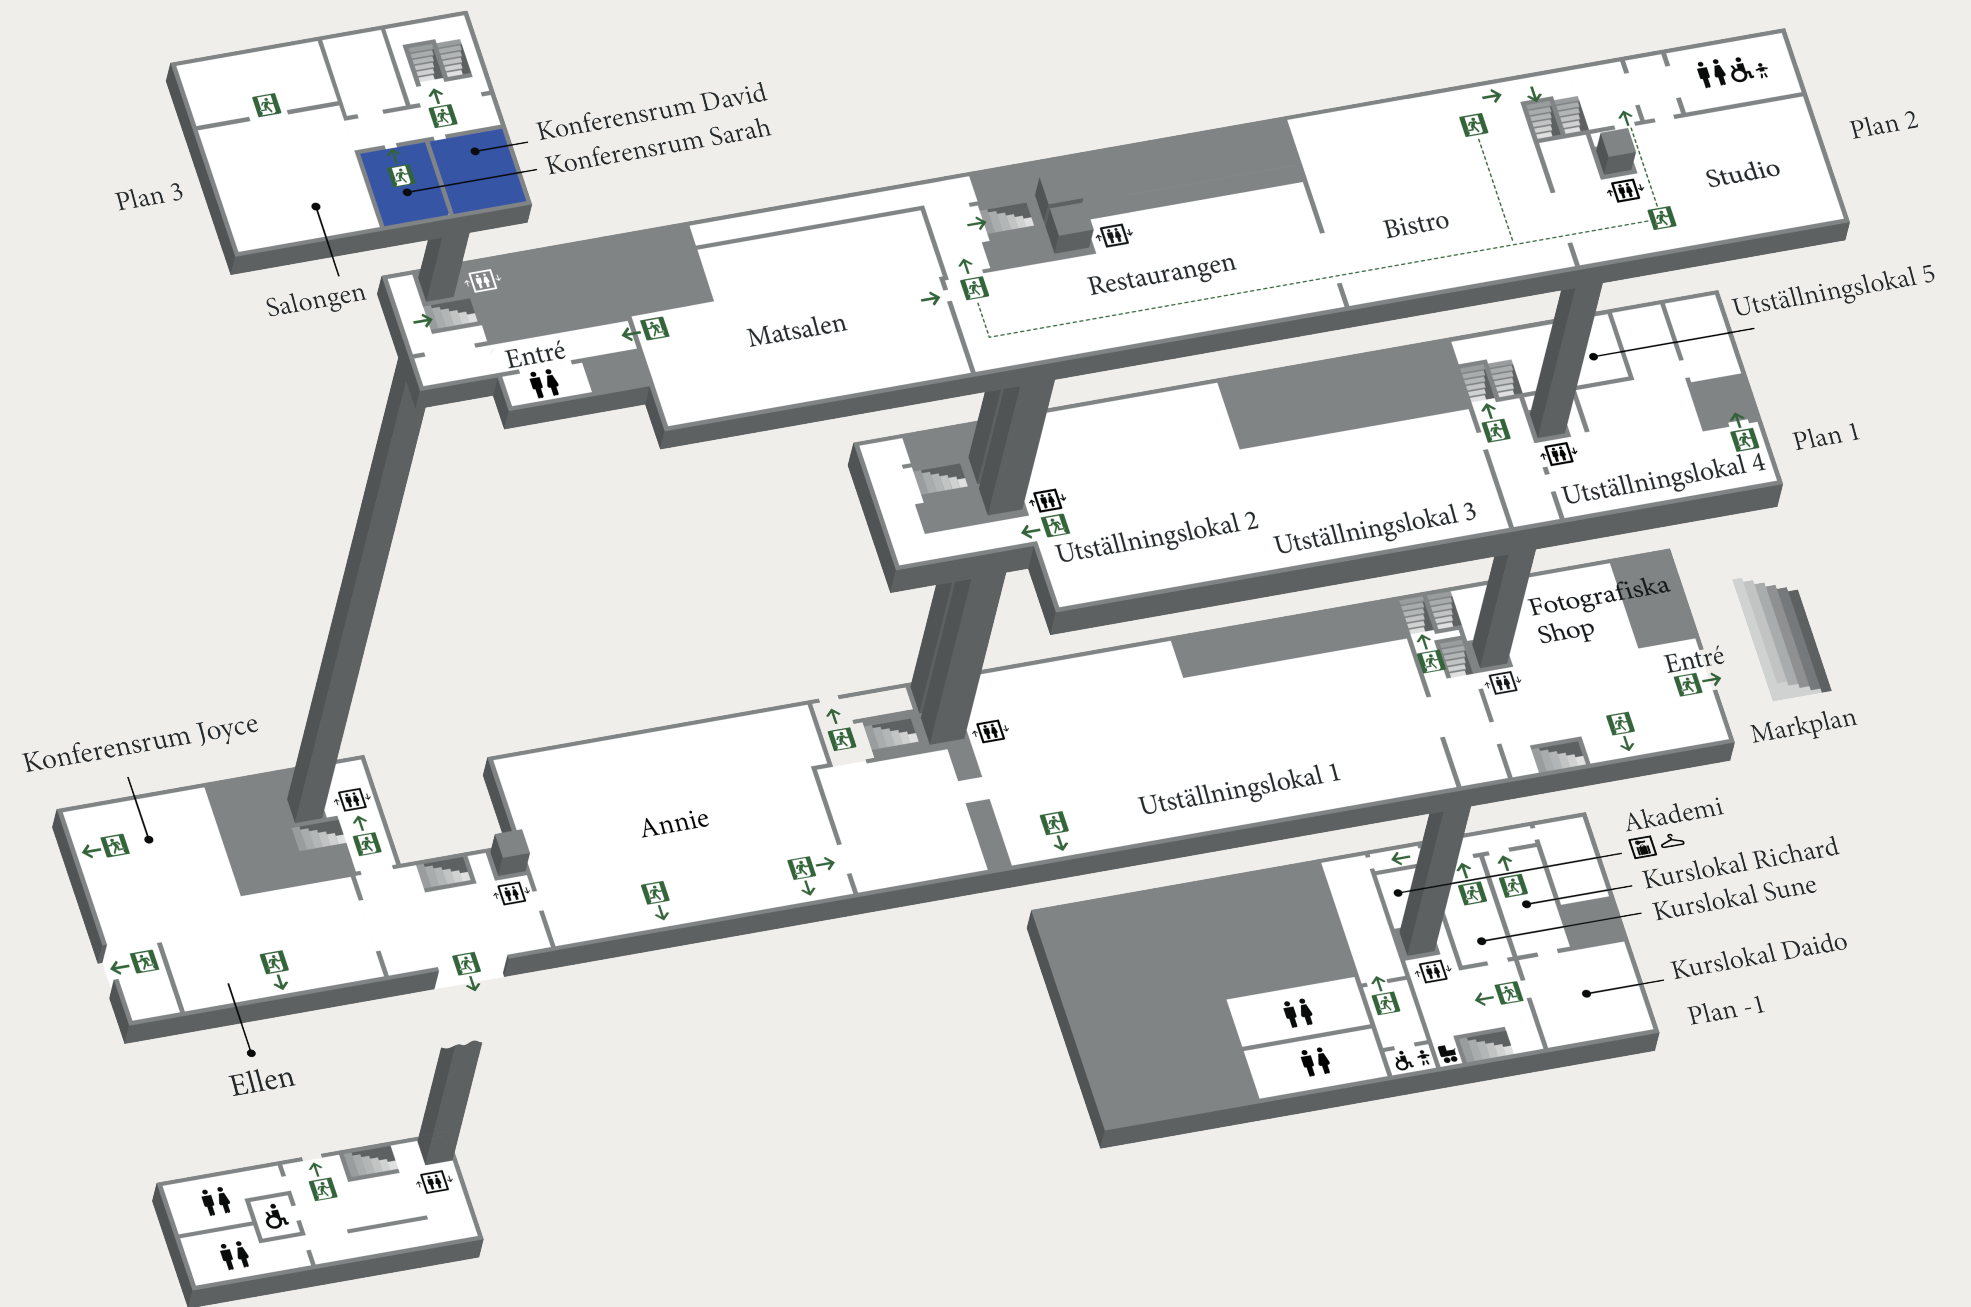 Konferensrum David
Konferensrum Sarah
Plan 3
Salongen
Plan 2
Studio
Bistro
Restaurangen
Matsalen
Entré
Utställningslokal 5
Plan 1
Utställningslokal 4
Utställningslokal 3
Utställningslokal 2
Fotografiska
Shop
Entré
Markplan
Konferensrum Joyce
Annie
Utställningslokal 1
Akademi
Kurslokal Richard
Kurslokal Sune
Kurslokal Daido
Plan -1
Ellen